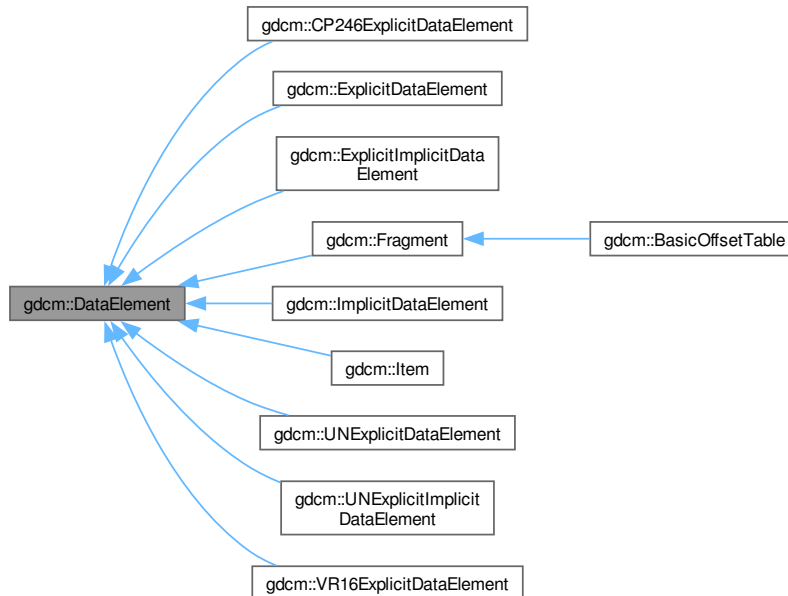 gdcm::CP246ExplicitDataElement
gdcm::ExplicitDataElement
gdcm::ExplicitImplicitData
Element
gdcm::Fragment
gdcm::BasicOffsetTable
gdcm::DataElement
gdcm::ImplicitDataElement
gdcm::Item
gdcm::UNExplicitDataElement
gdcm::UNExplicitImplicit
DataElement
gdcm::VR16ExplicitDataElement